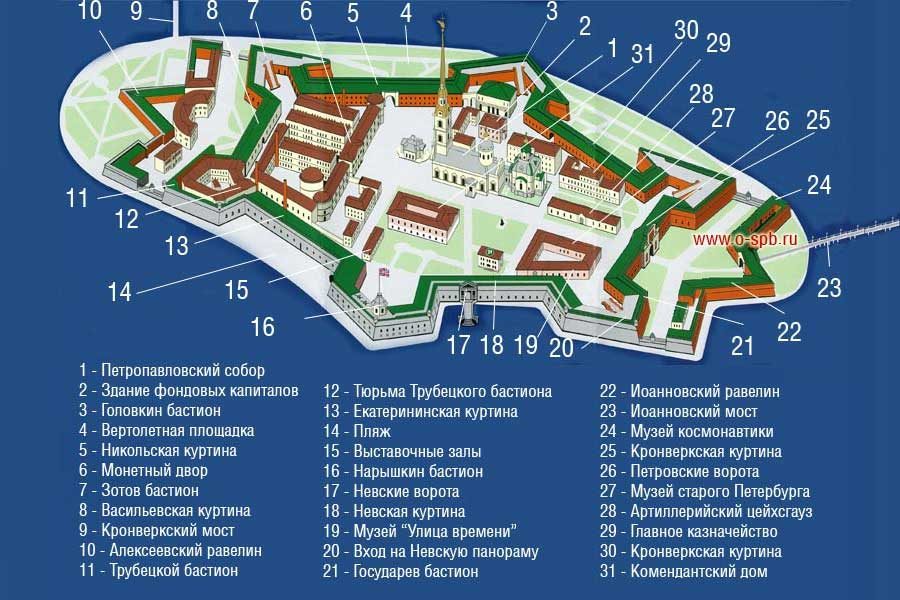 10 9 8 7 6 5 4 3 2 1 31 30 29
28
27
26 25
24
11
12
www.o-spb.ru
13
14
15
23
16
17 18 19 20 21 22
1 - Петропавловский собор
2 - Здание фондовых капиталов
3 - Головкин бастион
4 - Вертолетная площадка
5 - Никольская куртина
6 - Монетный двор
7 - Зотов бастион
8 - Васильевская куртина
9 - Кронверкский мост
10 - Алексеевский равелин
11 - Трубецкой бастион
12 - Тюрьма Трубецкого бастиона
13 - Екатерининская куртина
14 - Пляж
15 - Выставочные залы
16 - Нарышкин бастион
17 - Невские ворота
18 - Невская куртина
19 - Музей “Улица времени”
20 - Вход на Невскую панораму
21 - Государев бастион
22 - Иоанновский равелин
23 - Иоанновский мост
24 - Музей космонавтики
25 - Кронверкская куртина
26 - Петровские ворота
27 - Музей старого Петербурга
28 - Артиллерийский цейхсгауз
29 - Главное казначейство
30 - Кронверкская куртина
31 - Комендантский дом